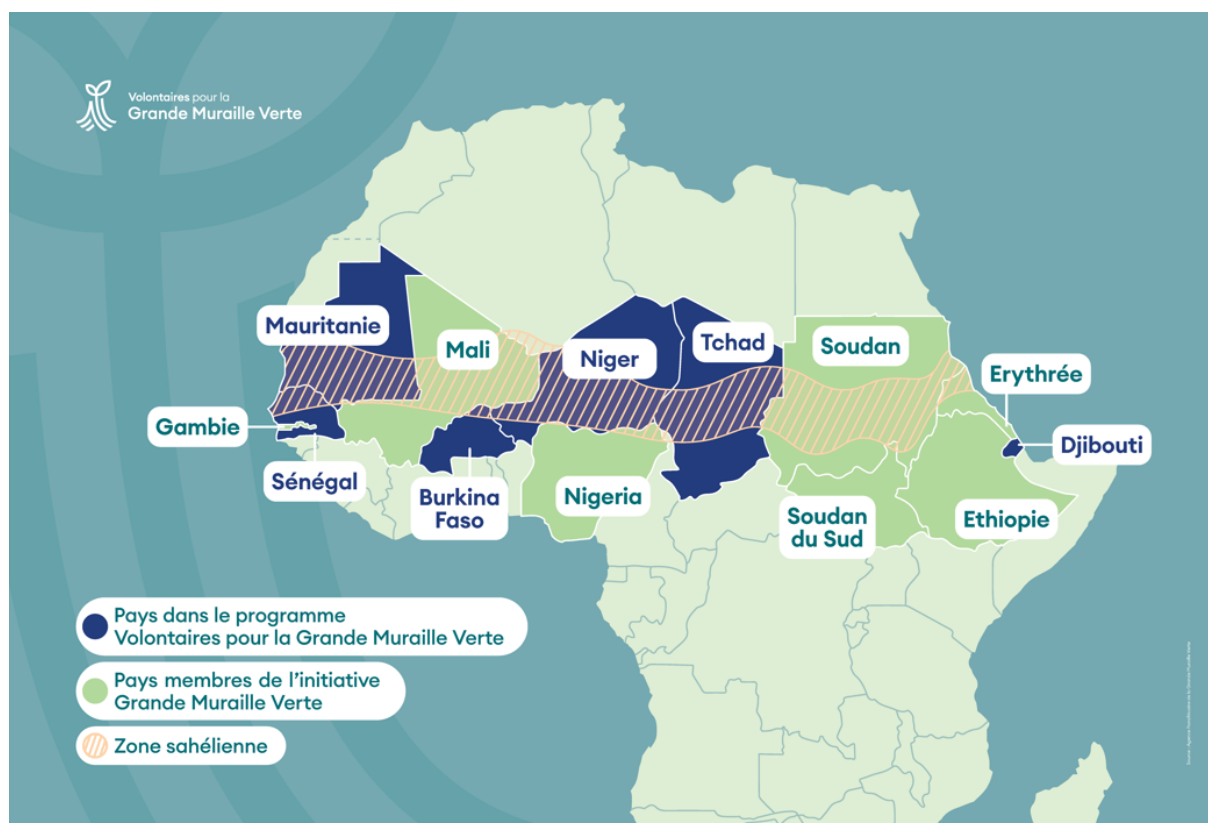 Volontaires pour la
Grande Muraille Verte
Mauritanie
Mali
Niger
Tchad
Soudan
Erythrée
Gambie
Djibouti
Sénégal
Burkina
Faso
Nigeria
Soudan
du Sud
Ethiopie
Pays dans le programme
Volontaires pour la Grande Muraille Verte
Pays membres de l'initiative
Grande Muraille Verte
Zone sahélienne